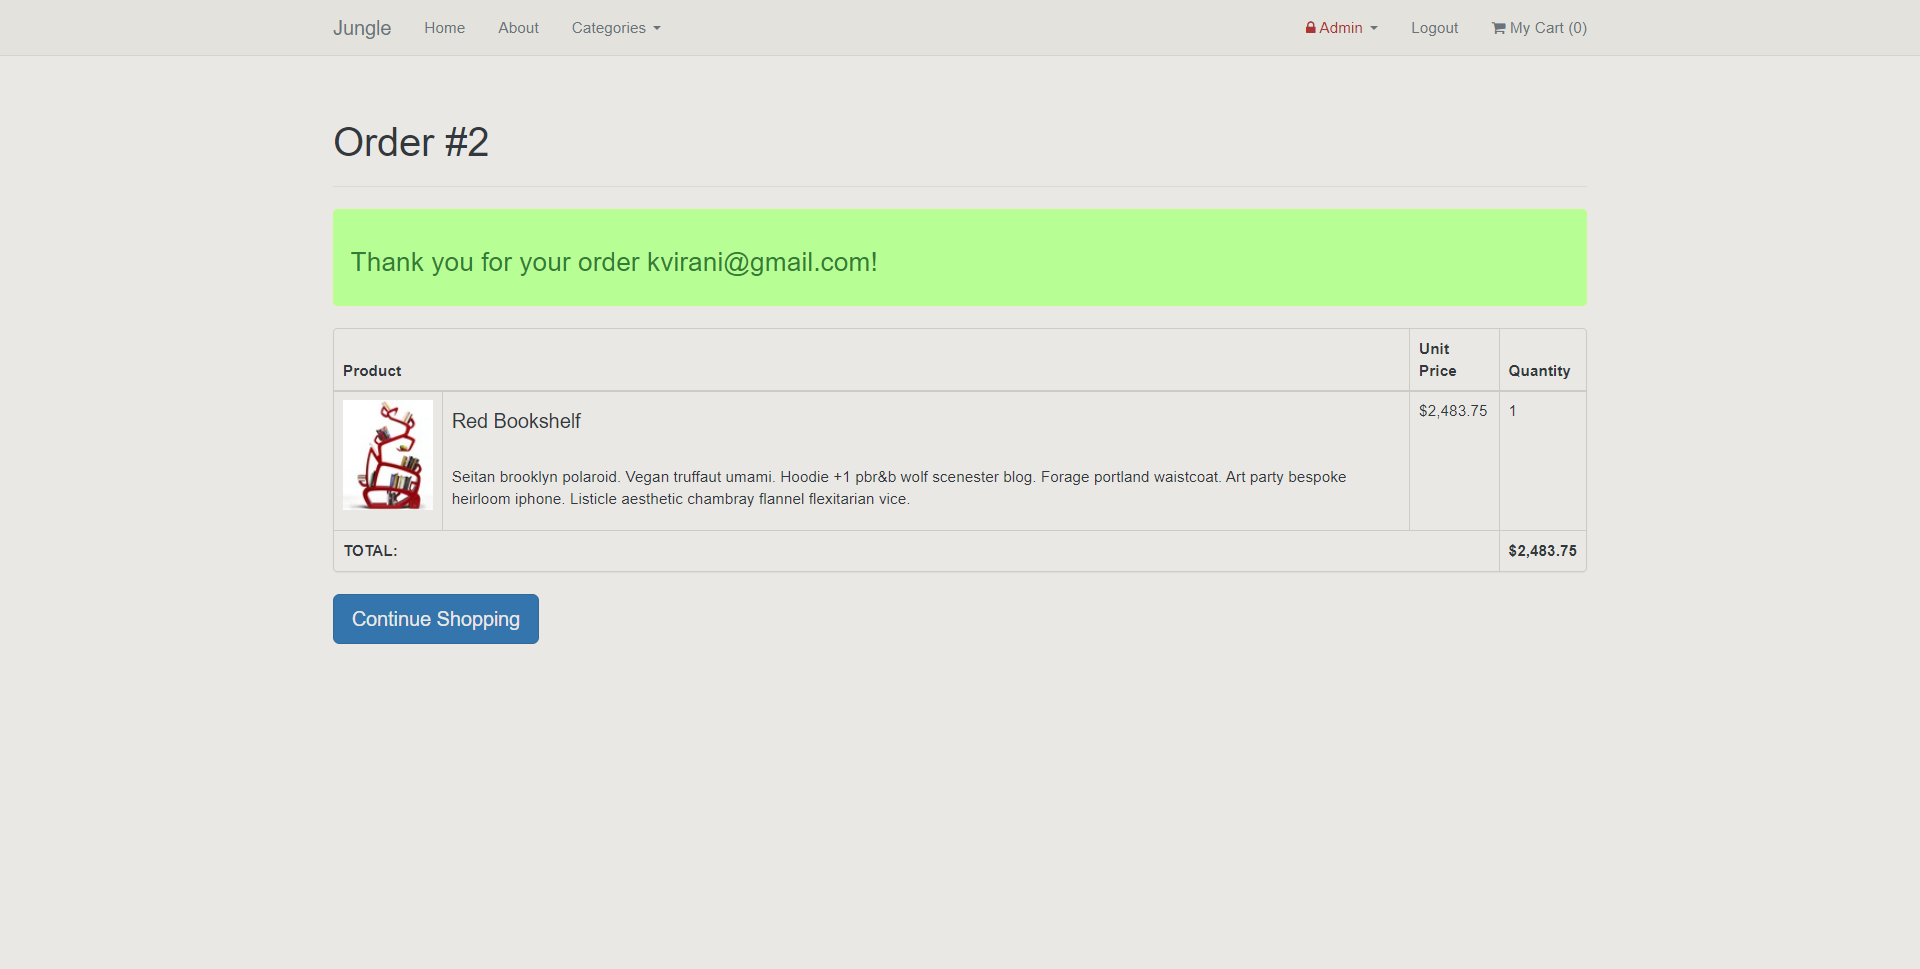 Jungle Home About Categories Admin Logout My Cart (0)
Order #2
Thank you for your order kvirani@gmail.com!
Product Unit Price Quantity
Red Bookshelf $2,483.75 1
Seitan brooklyn polaroid. Vegan truffaut umami. Hoodie +1 pbr&b wolf scenester blog. Forage portland waistcoat. Art party bespoke
heirloom iphone. Listicle aesthetic chambray flannel flexitarian vice.
TOTAL: $2,483.75
Continue Shopping